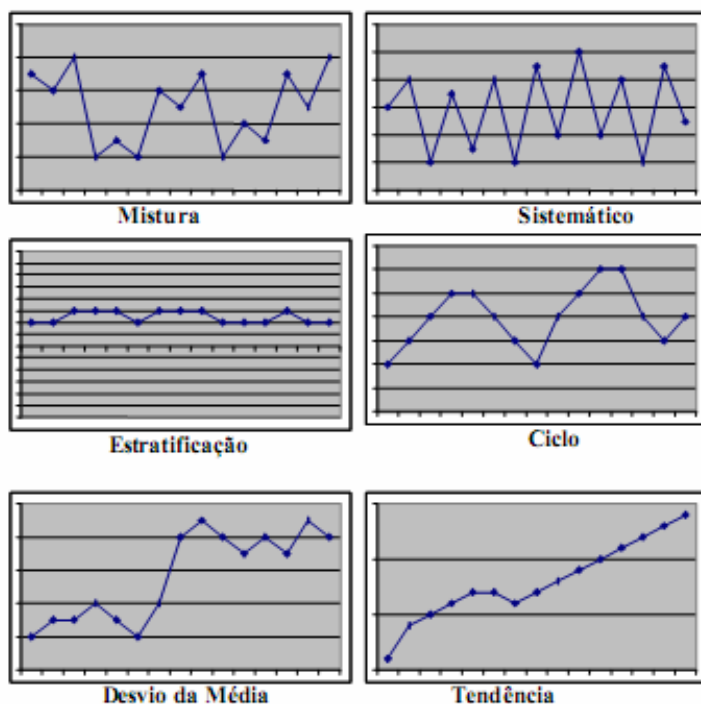 Mistura
Sistemático
Estratificação
Ciclo
Desvio da Média
Tendência